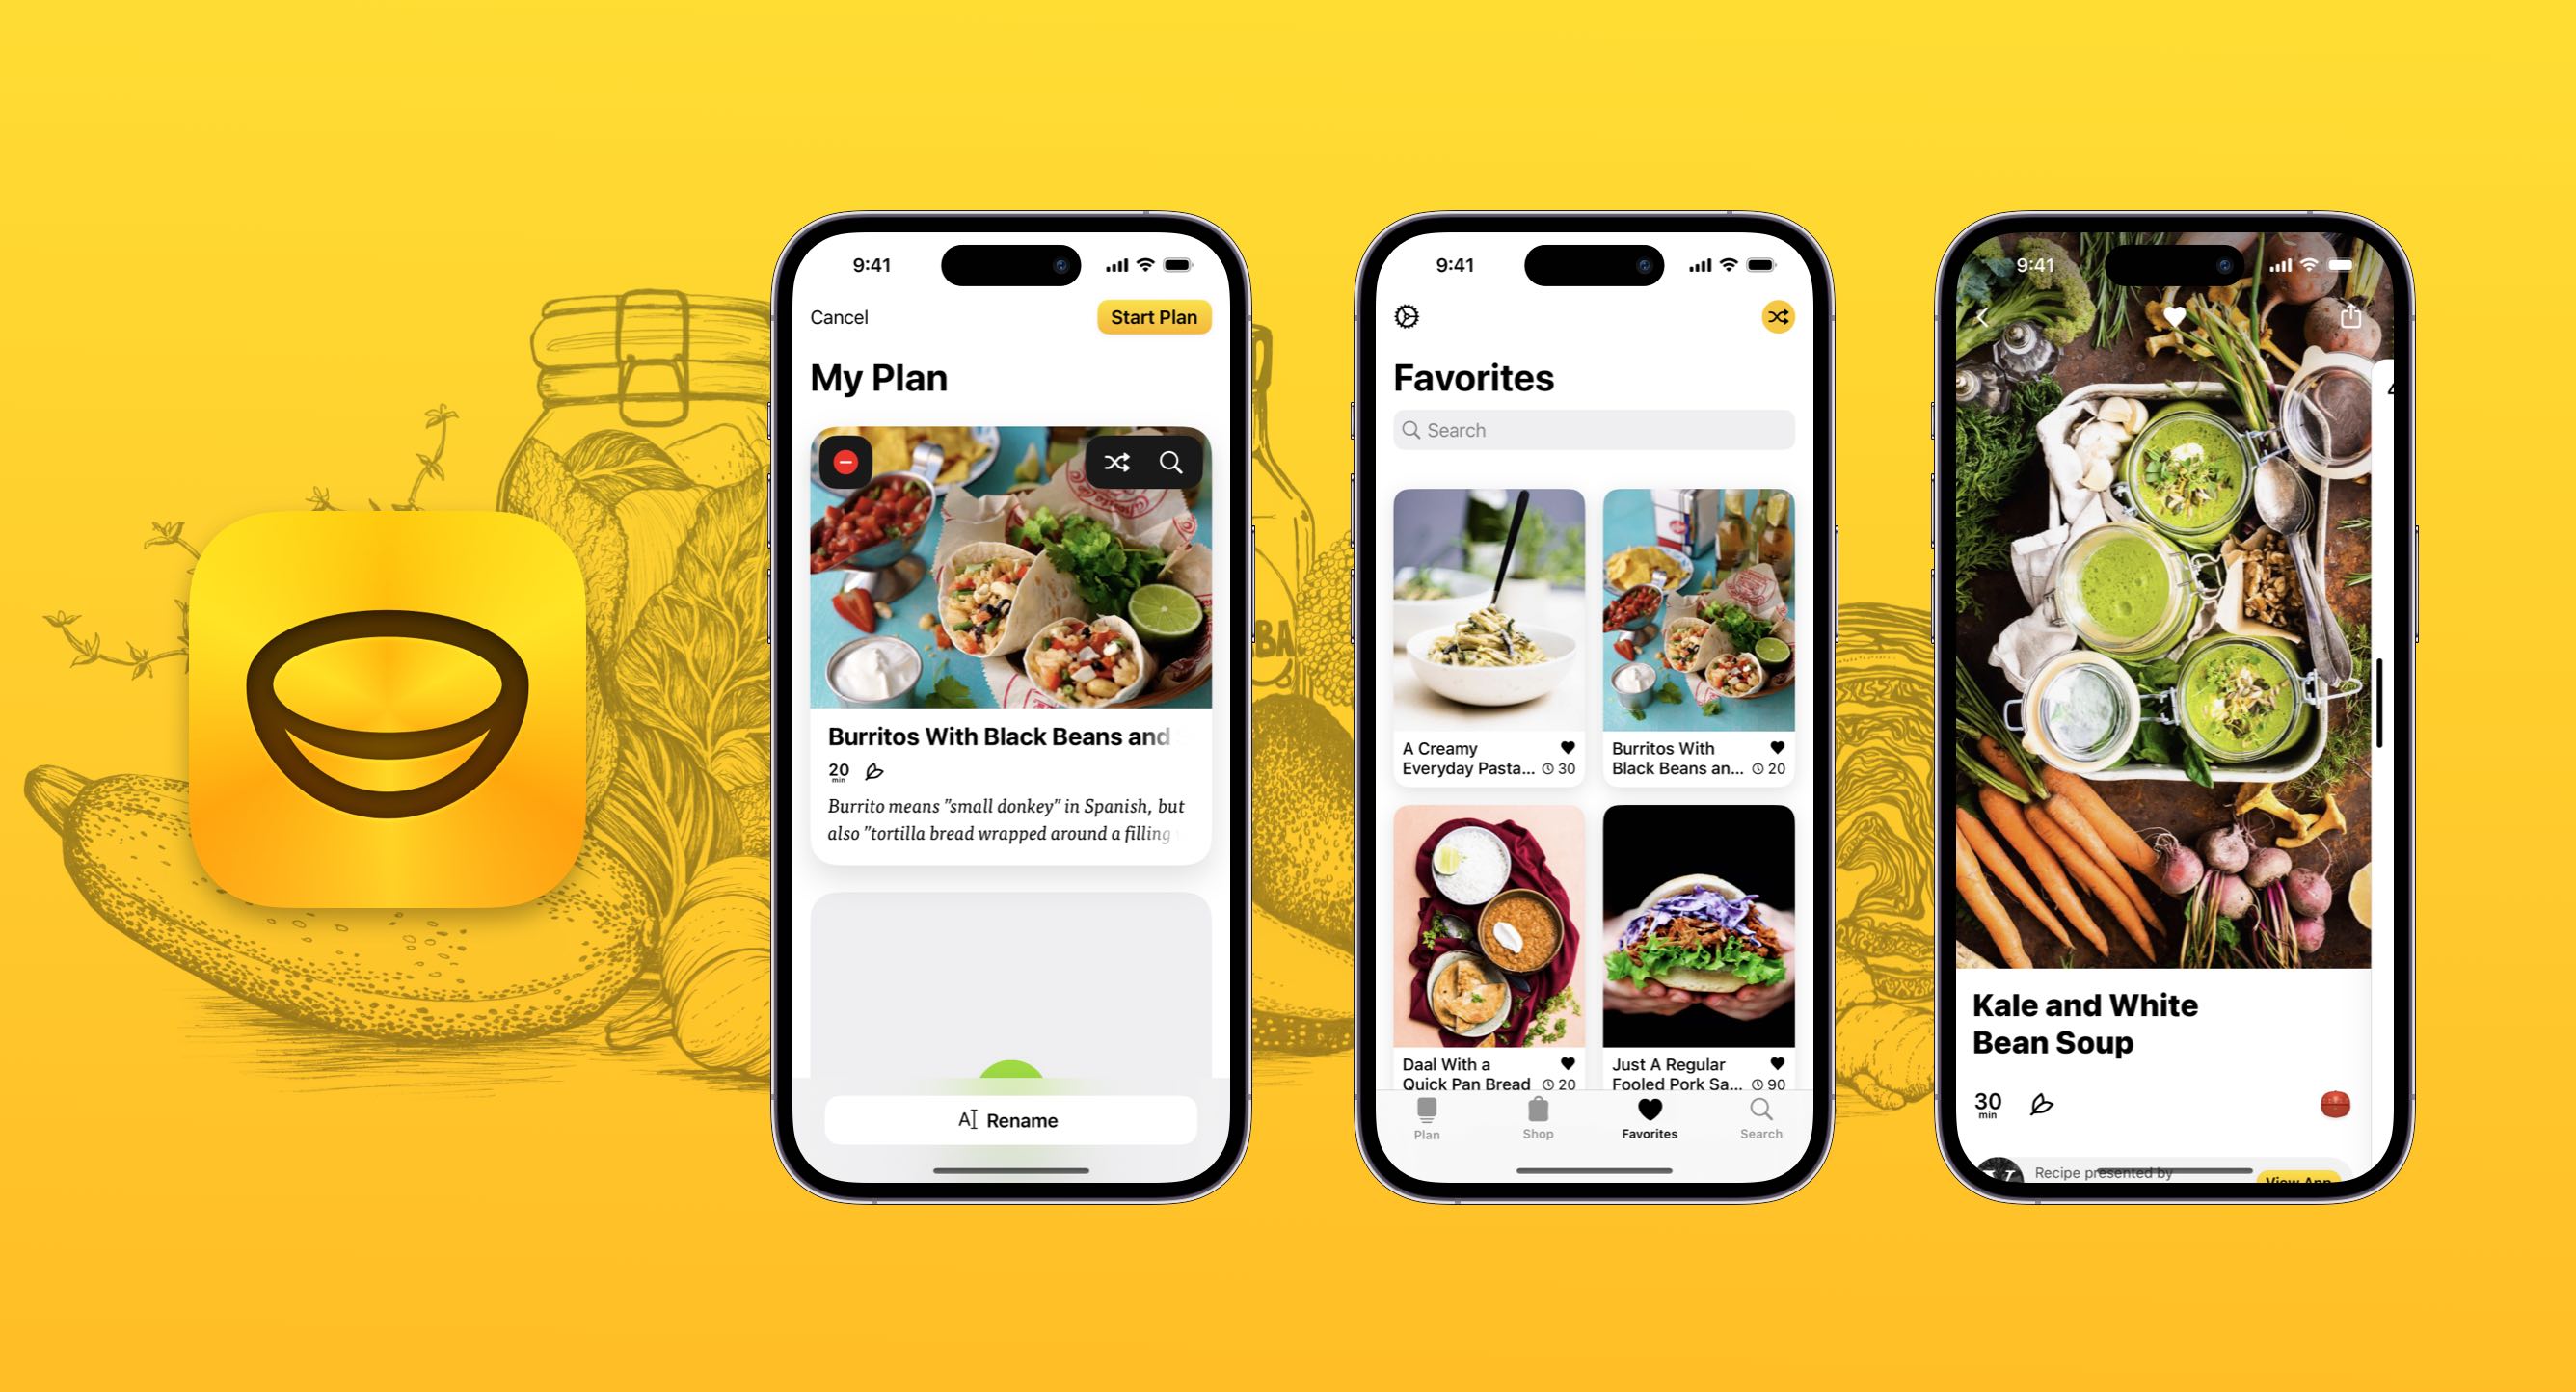 9:41
Cancel
Start Plan
My Plan
Burritos With Black Beans and
20
min
Burrito means "small donkey" in Spanish, but
also "tortilla bread wrapped around a filling
A Rename
9:41
Favorites
Search
A Creamy
Everyday Pasta... 30
Burritos With
Black Beans an... 20
Daal With a
Quick Pan Bread 20
Just A Regular
Fooled Pork Sa... 90
Plan
Shop
Favorites
Search
9:41
Kale and White
Bean Soup
30
min
Recipe presented by
View App